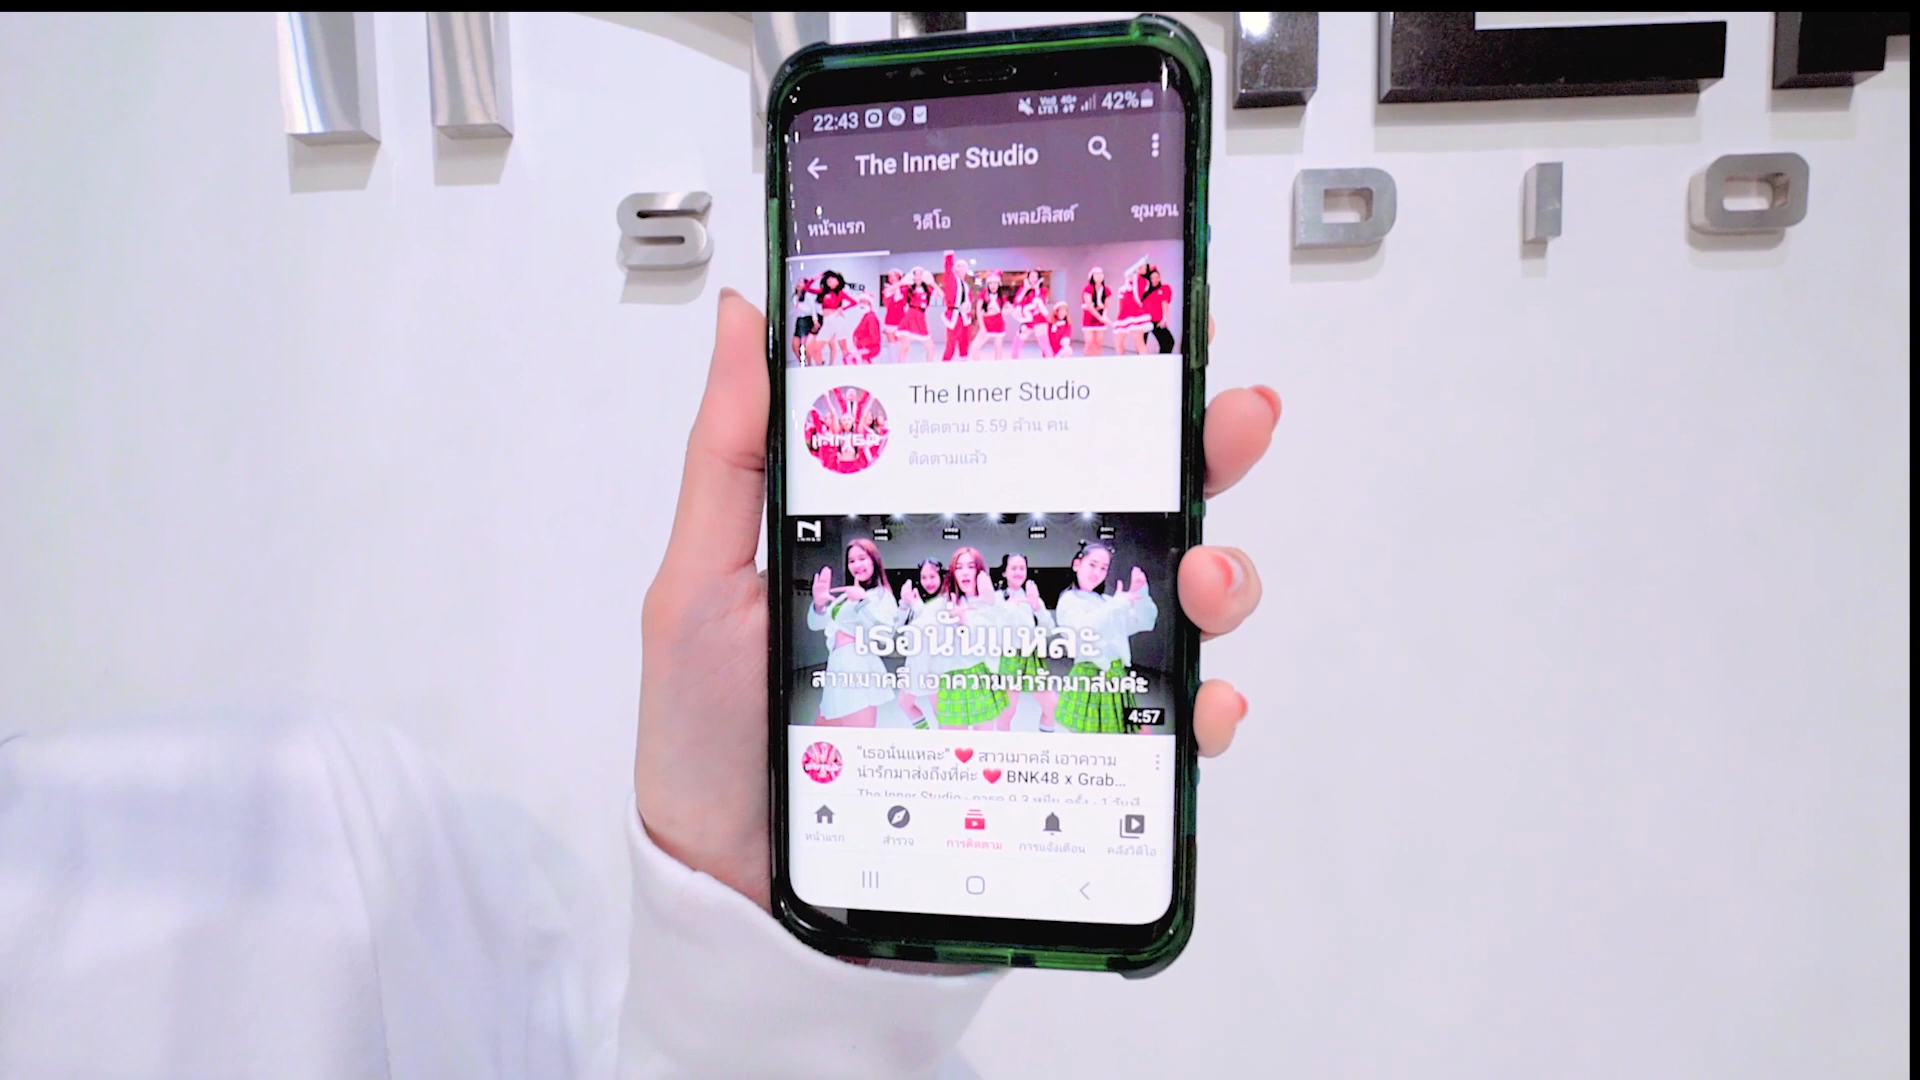 S DIO
22:43 42%
The Inner Studio
หน้าแรก วิดีโอ เพลย์ลิสต์ ชุมชน
The Inner Studio
ผู้ติดตาม 5.59 ล้าน คน
ติดตามแล้ว
เธอนั่นแหละ
สาวเมาคลี เอาความน่ารักมาส่งค่ะ
4:57
"เธอนั่นแหละ" ❤ สาวเมาคลี เอาความ
น่ารักมาส่งถึงที่ค่ะ ❤ BNK48 x Grab...
The Inner Studio
หน้าแรก สำรวจ การติดตาม การแจ้งเตือน คลังวิดีโอ